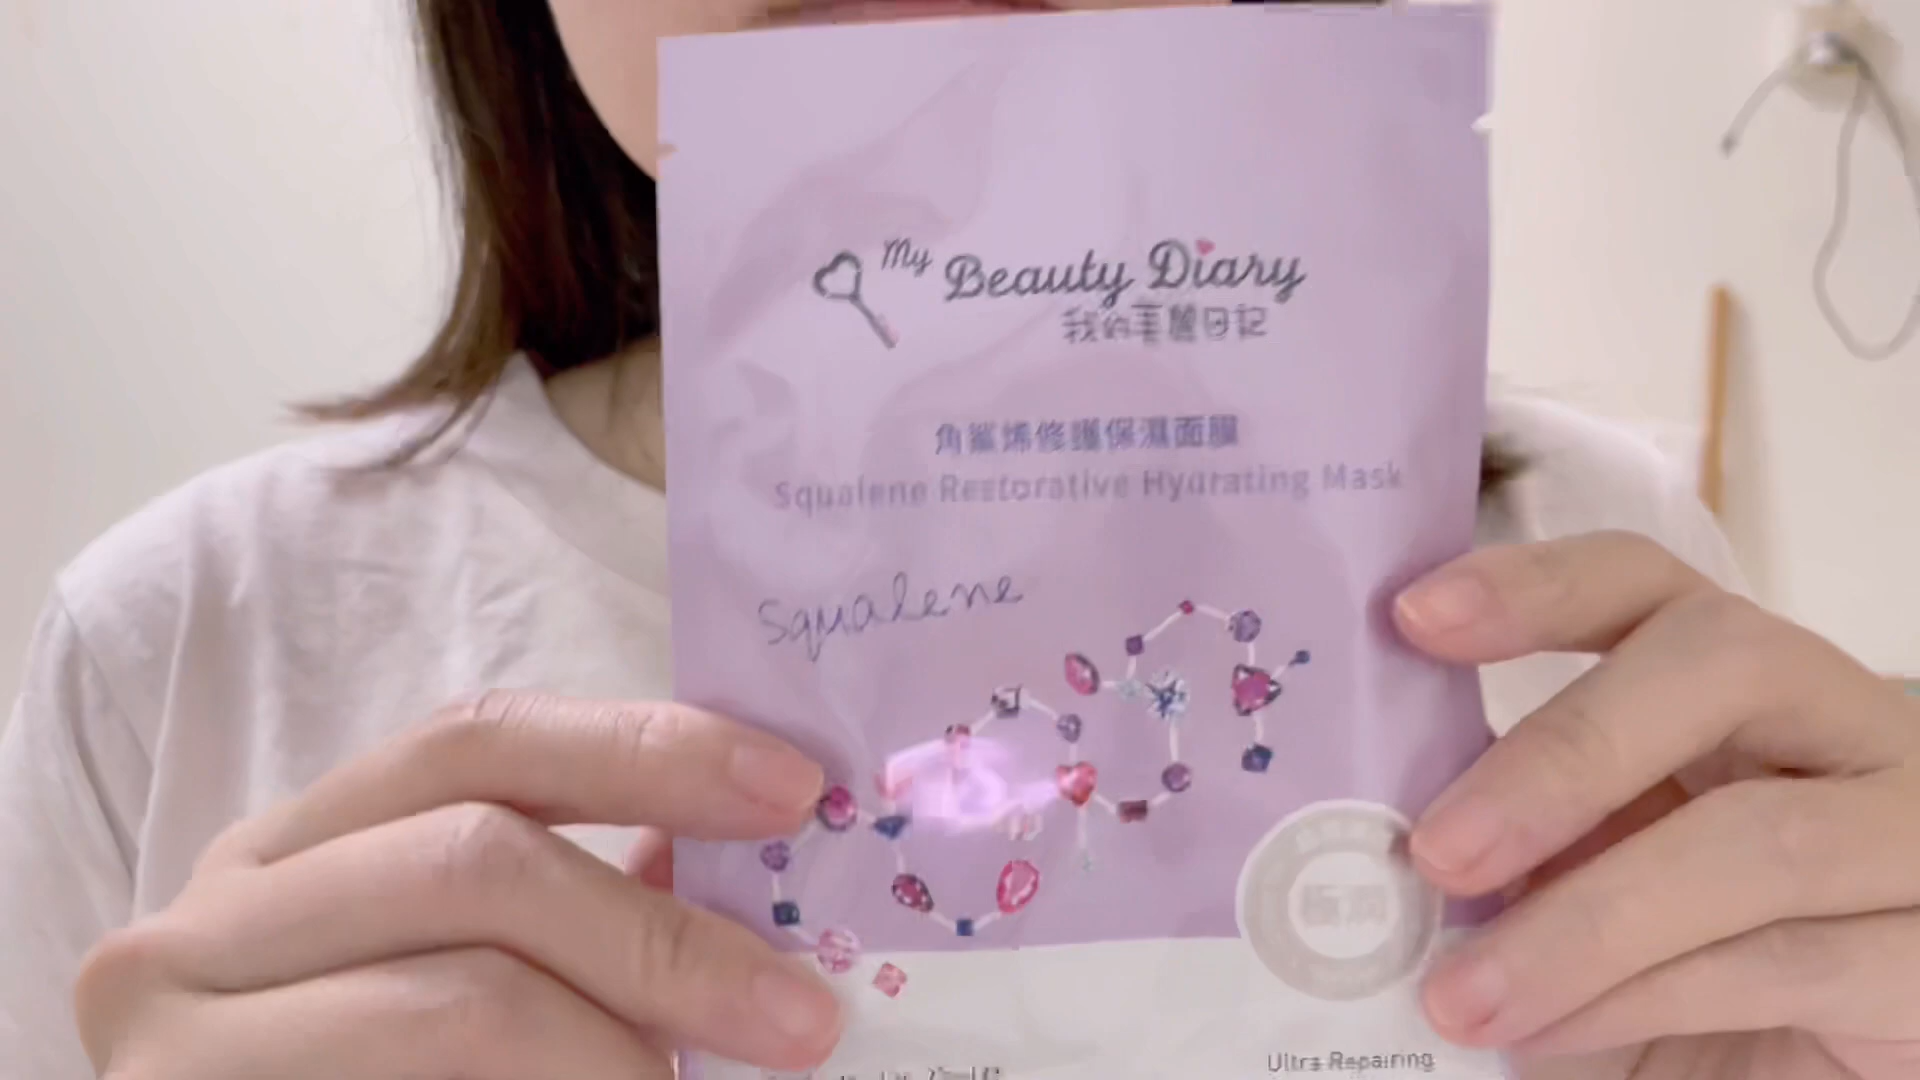 My Beauty Diary
我的美麗日記
角鯊烯修護保濕面膜
Squalene Restorative Hydrating Mask
Squalene
Ultra Repairing